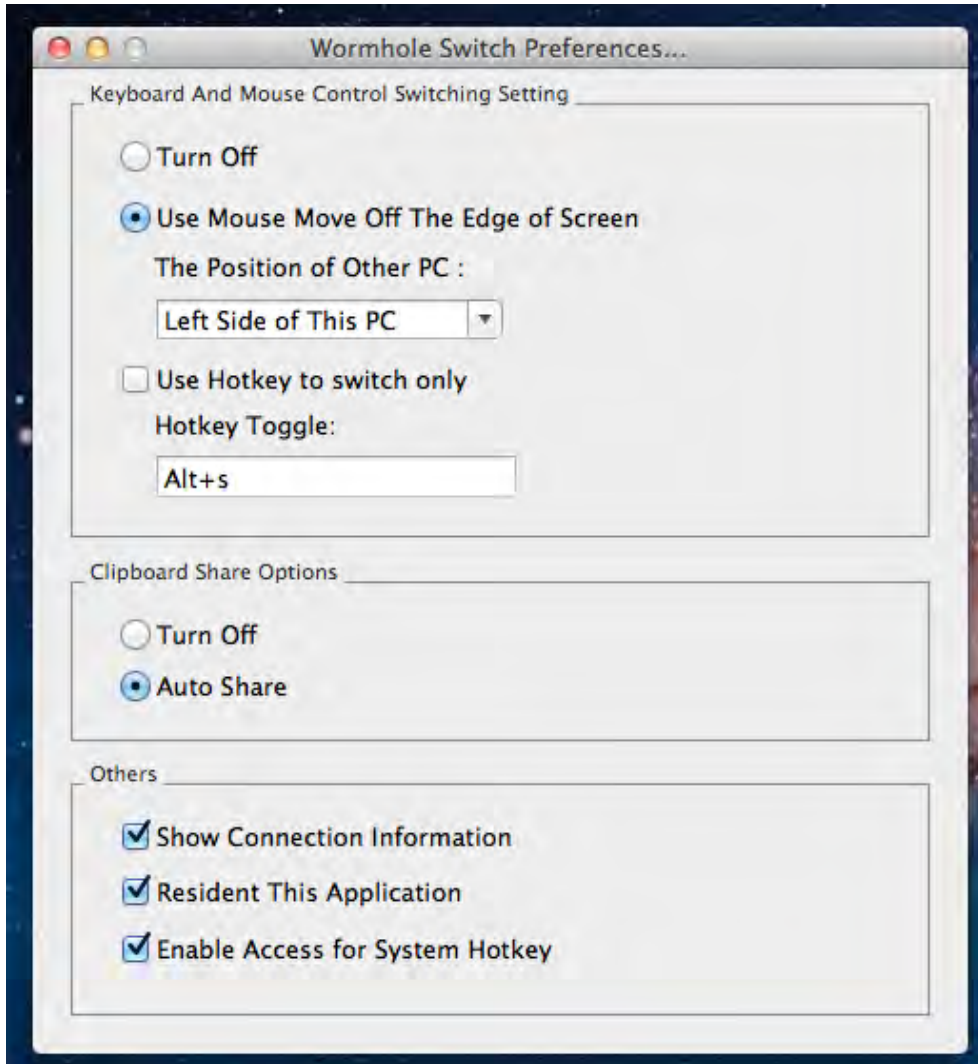 Wormhole Switch Preferences...
Keyboard And Mouse Control Switching Setting
Turn Off
Use Mouse Move Off The Edge of Screen
The Position of Other PC :
Left Side of This PC
Use Hotkey to switch only
Hotkey Toggle:
Alt+s
Clipboard Share Options
Turn Off
Auto Share
Others
Show Connection Information
Resident This Application
Enable Access for System Hotkey